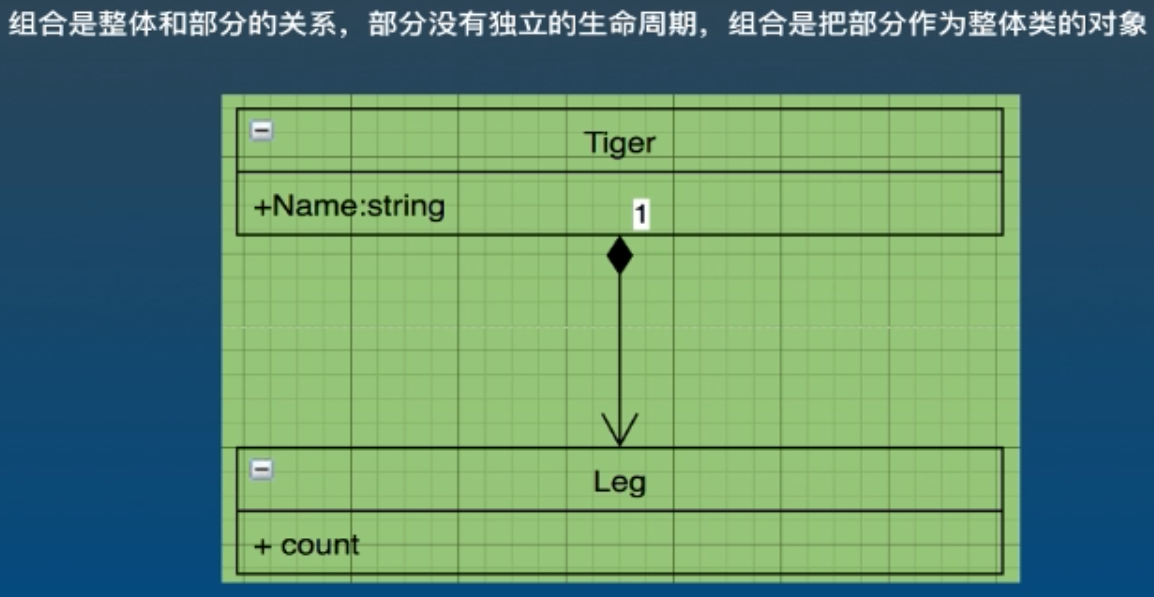 组合是整体和部分的关系，部分没有独立的生命周期，组合是把部分作为整体类的对象
Tiger
+Name:string
1
Leg
+ count